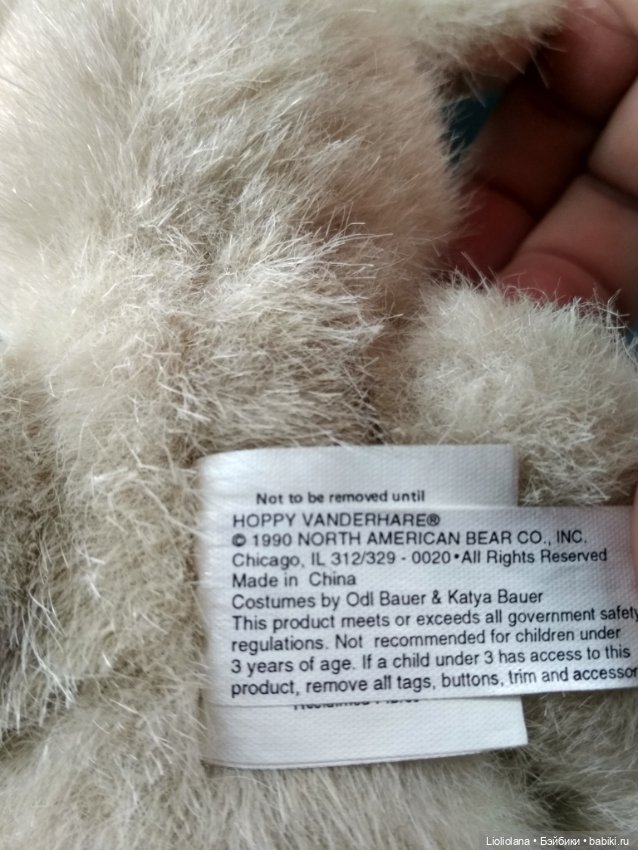 Not to be removed until
HOPPY VANDERHARE®
© 1990 NORTH AMERICAN BEAR CO., INC.
Chicago, IL 312/329 - 0020 • All Rights Reserved
Made in China
Costumes by Odl Bauer & Katya Bauer
This product meets or exceeds all government safety
regulations. Not recommended for children under
3 years of age. If a child under 3 has access to this
product, remove all tags, buttons, trim and accessor
Lioliolana • Бэйбики • babiki.ru